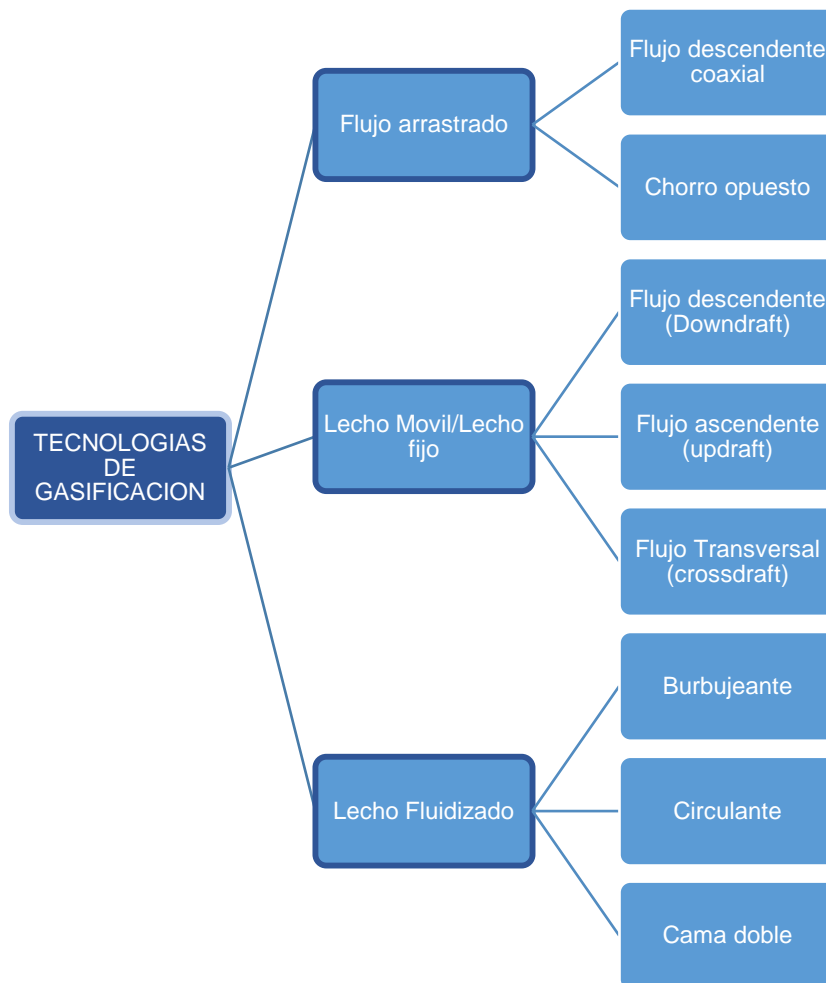 TECNOLOGIAS
DE
GASIFICACION
Flujo arrastrado
Flujo descendente
coaxial
Chorro opuesto
Lecho Movil/Lecho
fijo
Flujo descendente
(Downdraft)
Flujo ascendente
(updraft)
Flujo Transversal
(crossdraft)
Lecho Fluidizado
Burbujeante
Circulante
Cama doble